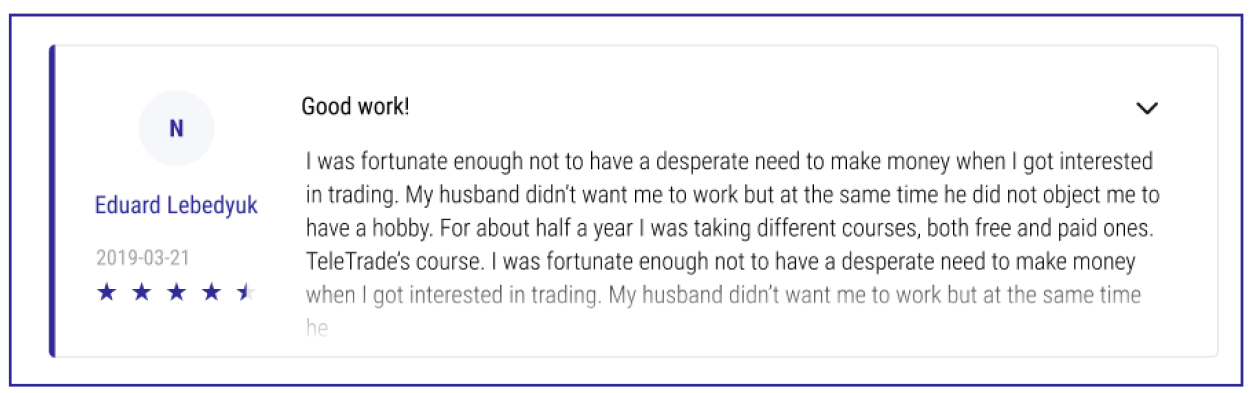 N
Eduard Lebedyuk
2019-03-21
Good work!
I was fortunate enough not to have a desperate need to make money when I got interested
in trading. My husband didn't want me to work but at the same time he did not object me to
have a hobby. For about half a year I was taking different courses, both free and paid ones.
TeleTrade's course. I was fortunate enough not to have a desperate need to make money
when I got interested in trading. My husband didn't want me to work but at the same time
he